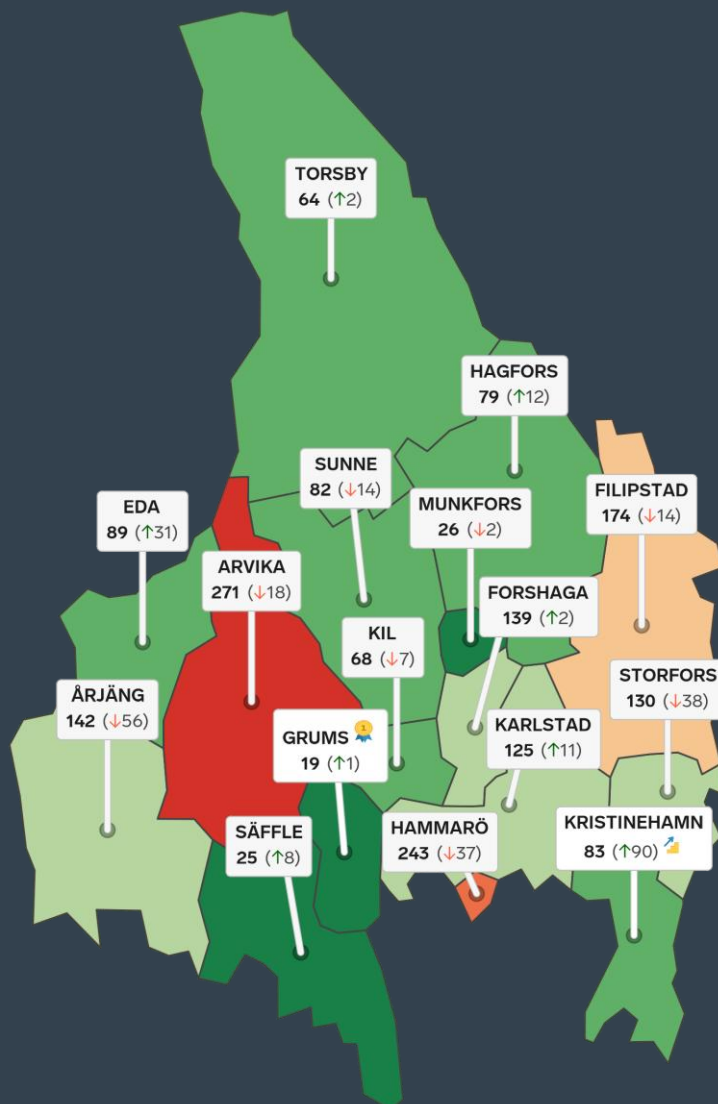 TORSBY
64 (↑2)
HAGFORS
79 (↑12)
SUNNE
82 (↓14)
MUNKFORS
26 (↓2)
FILIPSTAD
174 (↓14)
EDA
89 (↑31)
ARVIKA
271 (↓18)
FORSHAGA
139 (↑2)
KIL
68 (↓7)
STORFORS
130 (↓38)
ÅRJÄNG
142 (↓56)
GRUMS
19 (↑1)
KARLSTAD
125 (↑11)
SÄFFLE
25 (↑8)
HAMMARÖ
243 (↓37)
KRISTINEHAMN
83 (↑90)